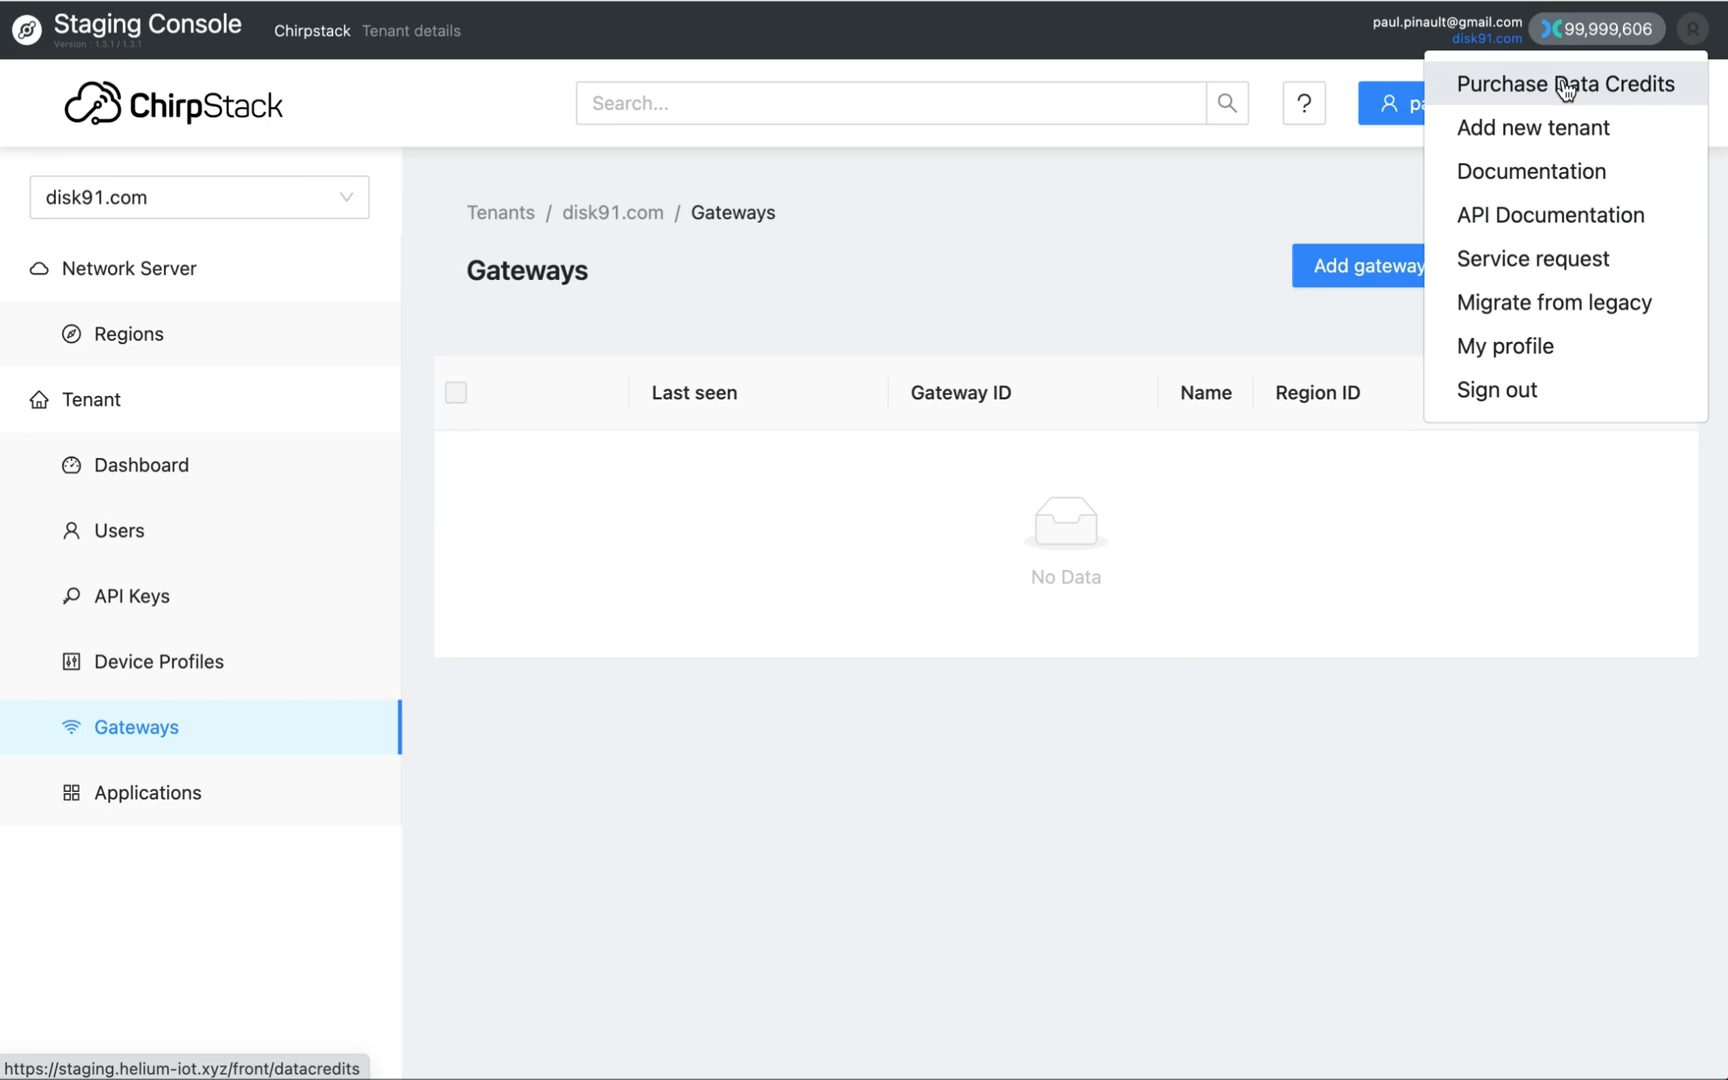 Staging Console
Version : 1.3.1 / 1.3.1
Chirpstack Tenant details
paul.pinault@gmail.com
disk91.com
99,999,606
ChirpStack
Search...
?
Purchase Data Credits
Add new tenant
Documentation
API Documentation
Service request
Migrate from legacy
My profile
Sign out
disk91.com
Network Server
Regions
Tenant
Dashboard
Users
API Keys
Device Profiles
Gateways
Applications
Tenants / disk91.com / Gateways
Gateways
Add gateway
Last seen Gateway ID Name Region ID
No Data
https://staging.helium-iot.xyz/front/datacredits